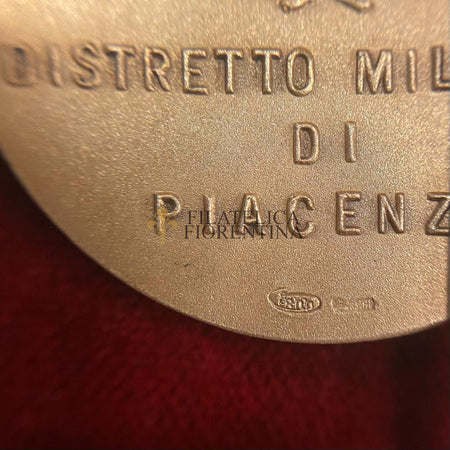 DISTRETTO MIL
DI
PIACENZ
FILATELICA
FIORENTINA